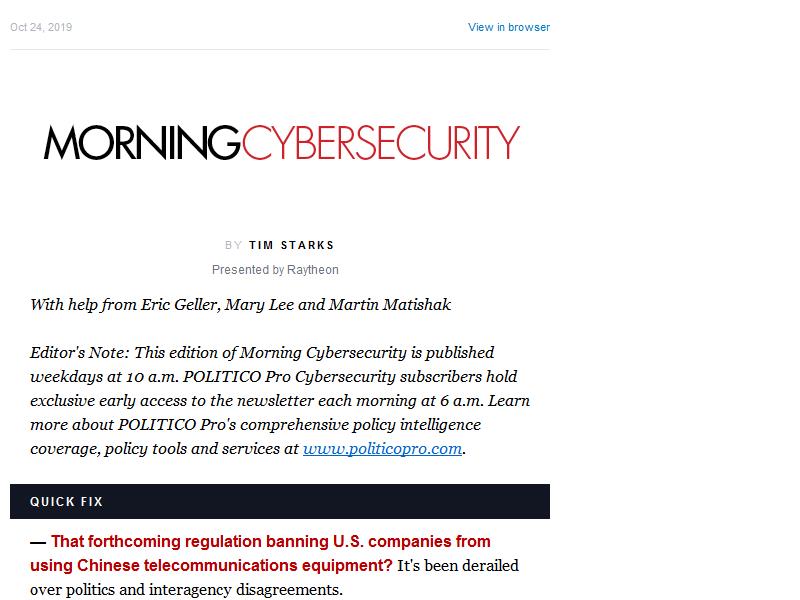 Oct 24, 2019
View in browser
MORNINGCYBERSECURITY
BY TIM STARKS
Presented by Raytheon
With help from Eric Geller, Mary Lee and Martin Matishak
Editor's Note: This edition of Morning Cybersecurity is published
weekdays at 10 a.m. POLITICO Pro Cybersecurity subscribers hold
exclusive early access to the newsletter each morning at 6 a.m. Learn
more about POLITICO Pro's comprehensive policy intelligence
coverage, policy tools and services at www.politicopro.com.
QUICK FIX
— That forthcoming regulation banning U.S. companies from
using Chinese telecommunications equipment? It's been derailed
over politics and interagency disagreements.